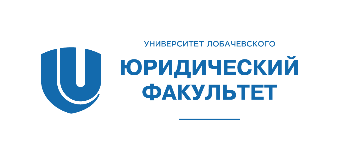 УНИВЕРСИТЕТ ЛОБАЧЕВСКОГО
ЮРИДИЧЕСКИЙ
ФАКУЛЬТЕТ